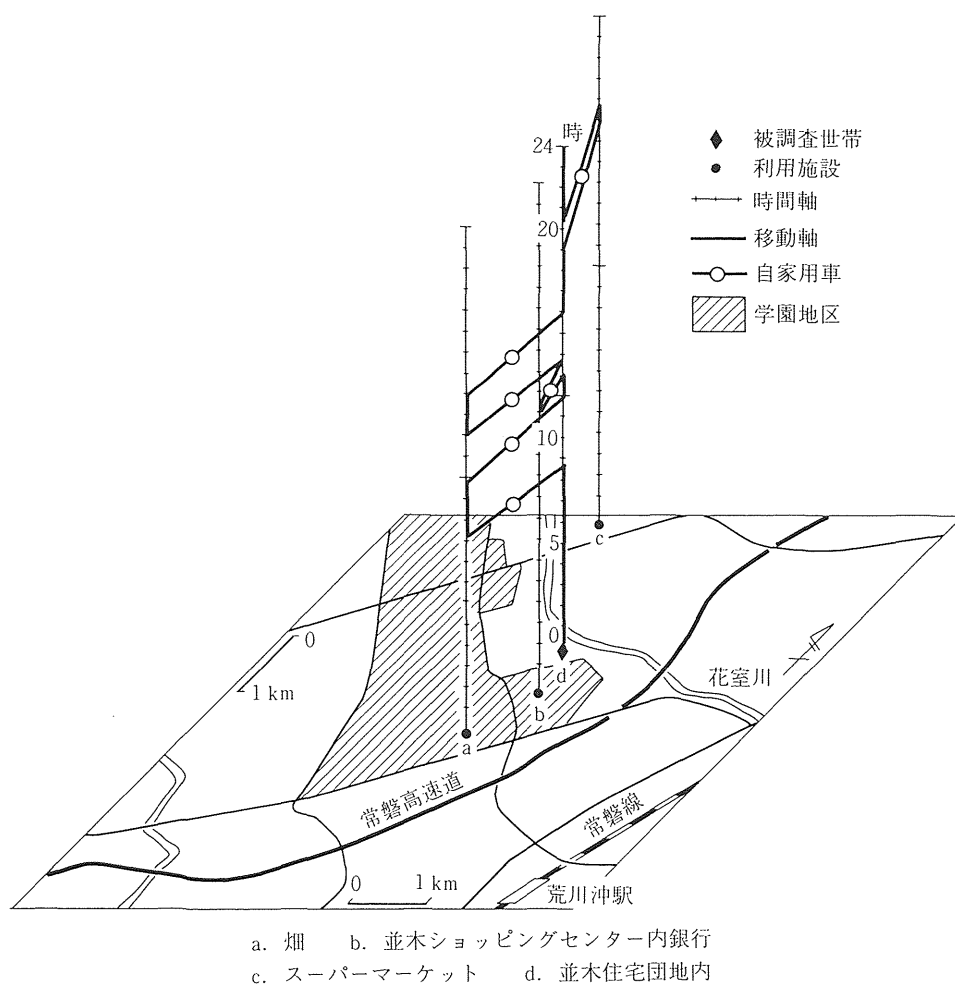 時
24
20
10
5
0
被調査世帯
利用施設
時間軸
移動軸
自家用車
学園地区
c
0
1 km
d
b
a
花室川
常磐高速道
常磐線
0 1 km
荒川沖駅
a. 畑 b. 並木ショッピングセンター内銀行
c. スーパーマーケット d. 並木住宅団地内